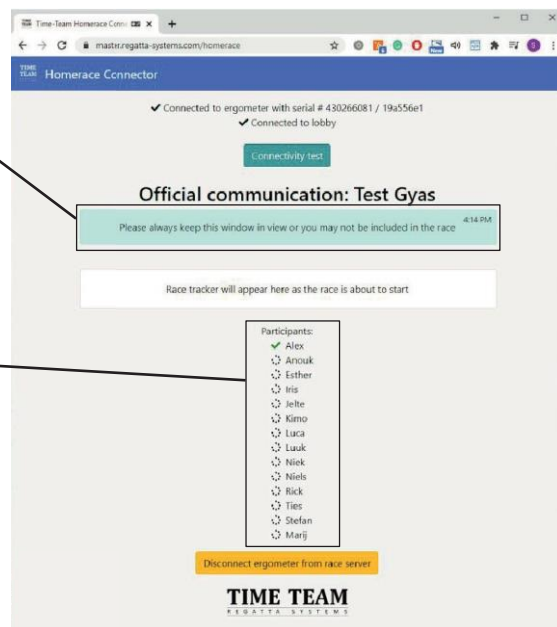 Time-Team Homerace Conn
mastr.regatta-systems.com/homerace
New
S
TIME
TEAM
Homerace Connector
Connected to ergometer with serial # 430266081 / 19a556e1
Connected to lobby
Connectivity test
Official communication: Test Gyas
Please always keep this window in view or you may not be included in the race
4:14 PM
Race tracker will appear here as the race is about to start
Participants:
Alex
Anouk
Esther
Iris
Jelte
Kimo
Luca
Luuk
Niek
Niels
Rick
Ties
Stefan
Marij
Disconnect ergometer from race server
TIME TEAM
REGATTA SYSTEMS